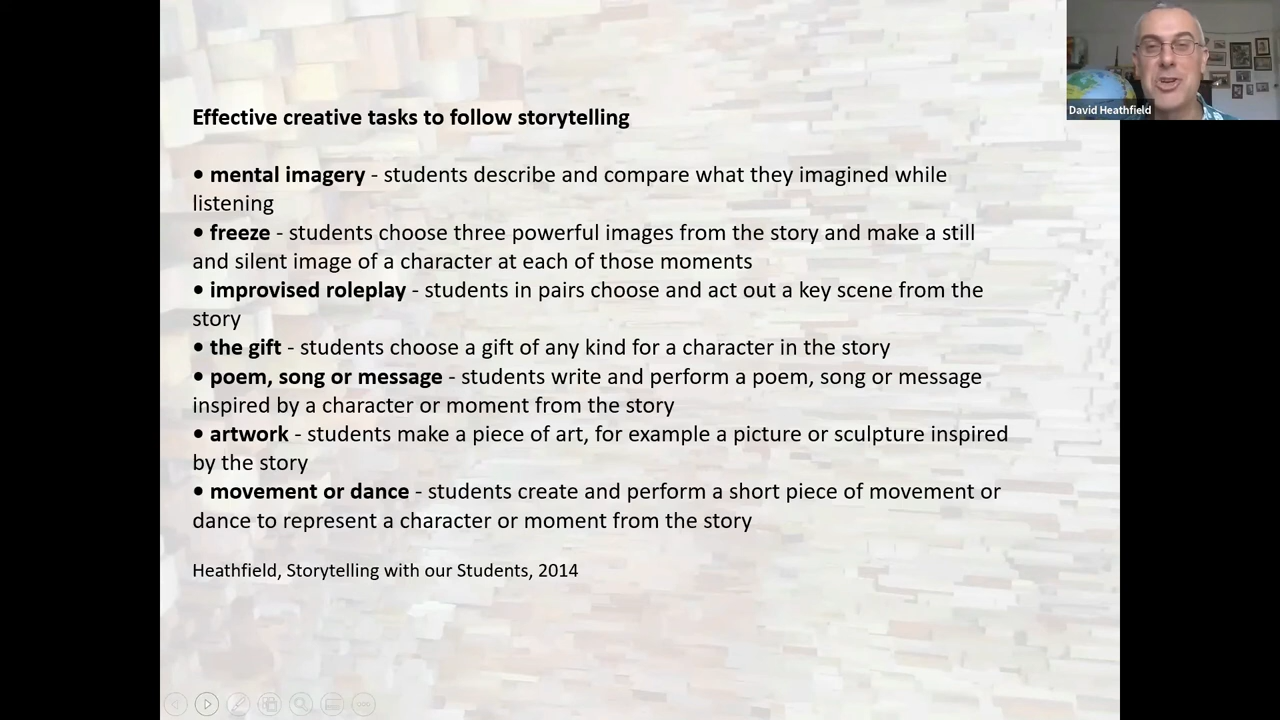 Effective creative tasks to follow storytelling
• mental imagery - students describe and compare what they imagined while
listening
• freeze - students choose three powerful images from the story and make a still
and silent image of a character at each of those moments
• improvised roleplay - students in pairs choose and act out a key scene from the
story
• the gift - students choose a gift of any kind for a character in the story
• poem, song or message - students write and perform a poem, song or message
inspired by a character or moment from the story
• artwork - students make a piece of art, for example a picture or sculpture inspired
by the story
• movement or dance - students create and perform a short piece of movement or
dance to represent a character or moment from the story
Heathfield, Storytelling with our Students, 2014
David Heathfield